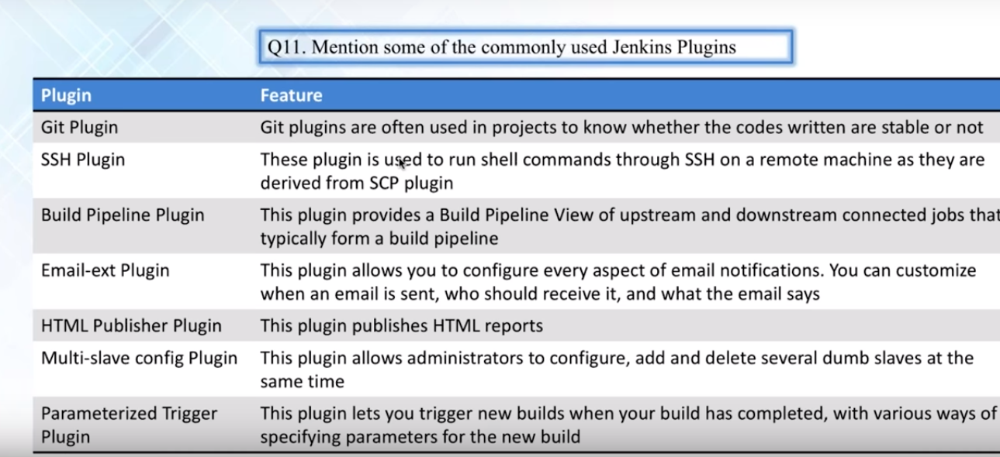 Q11. Mention some of the commonly used Jenkins Plugins
Plugin Feature
Git Plugin Git plugins are often used in projects to know whether the codes written are stable or not
SSH Plugin These plugin is used to run shell commands through SSH on a remote machine as they are
derived from SCP plugin
Build Pipeline Plugin This plugin provides a Build Pipeline View of upstream and downstream connected jobs that
typically form a build pipeline
Email-ext Plugin This plugin allows you to configure every aspect of email notifications. You can customize
when an email is sent, who should receive it, and what the email says
HTML Publisher Plugin This plugin publishes HTML reports
Multi-slave config Plugin This plugin allows administrators to configure, add and delete several dumb slaves at the
same time
Parameterized Trigger This plugin lets you trigger new builds when your build has completed, with various ways of
Plugin specifying parameters for the new build